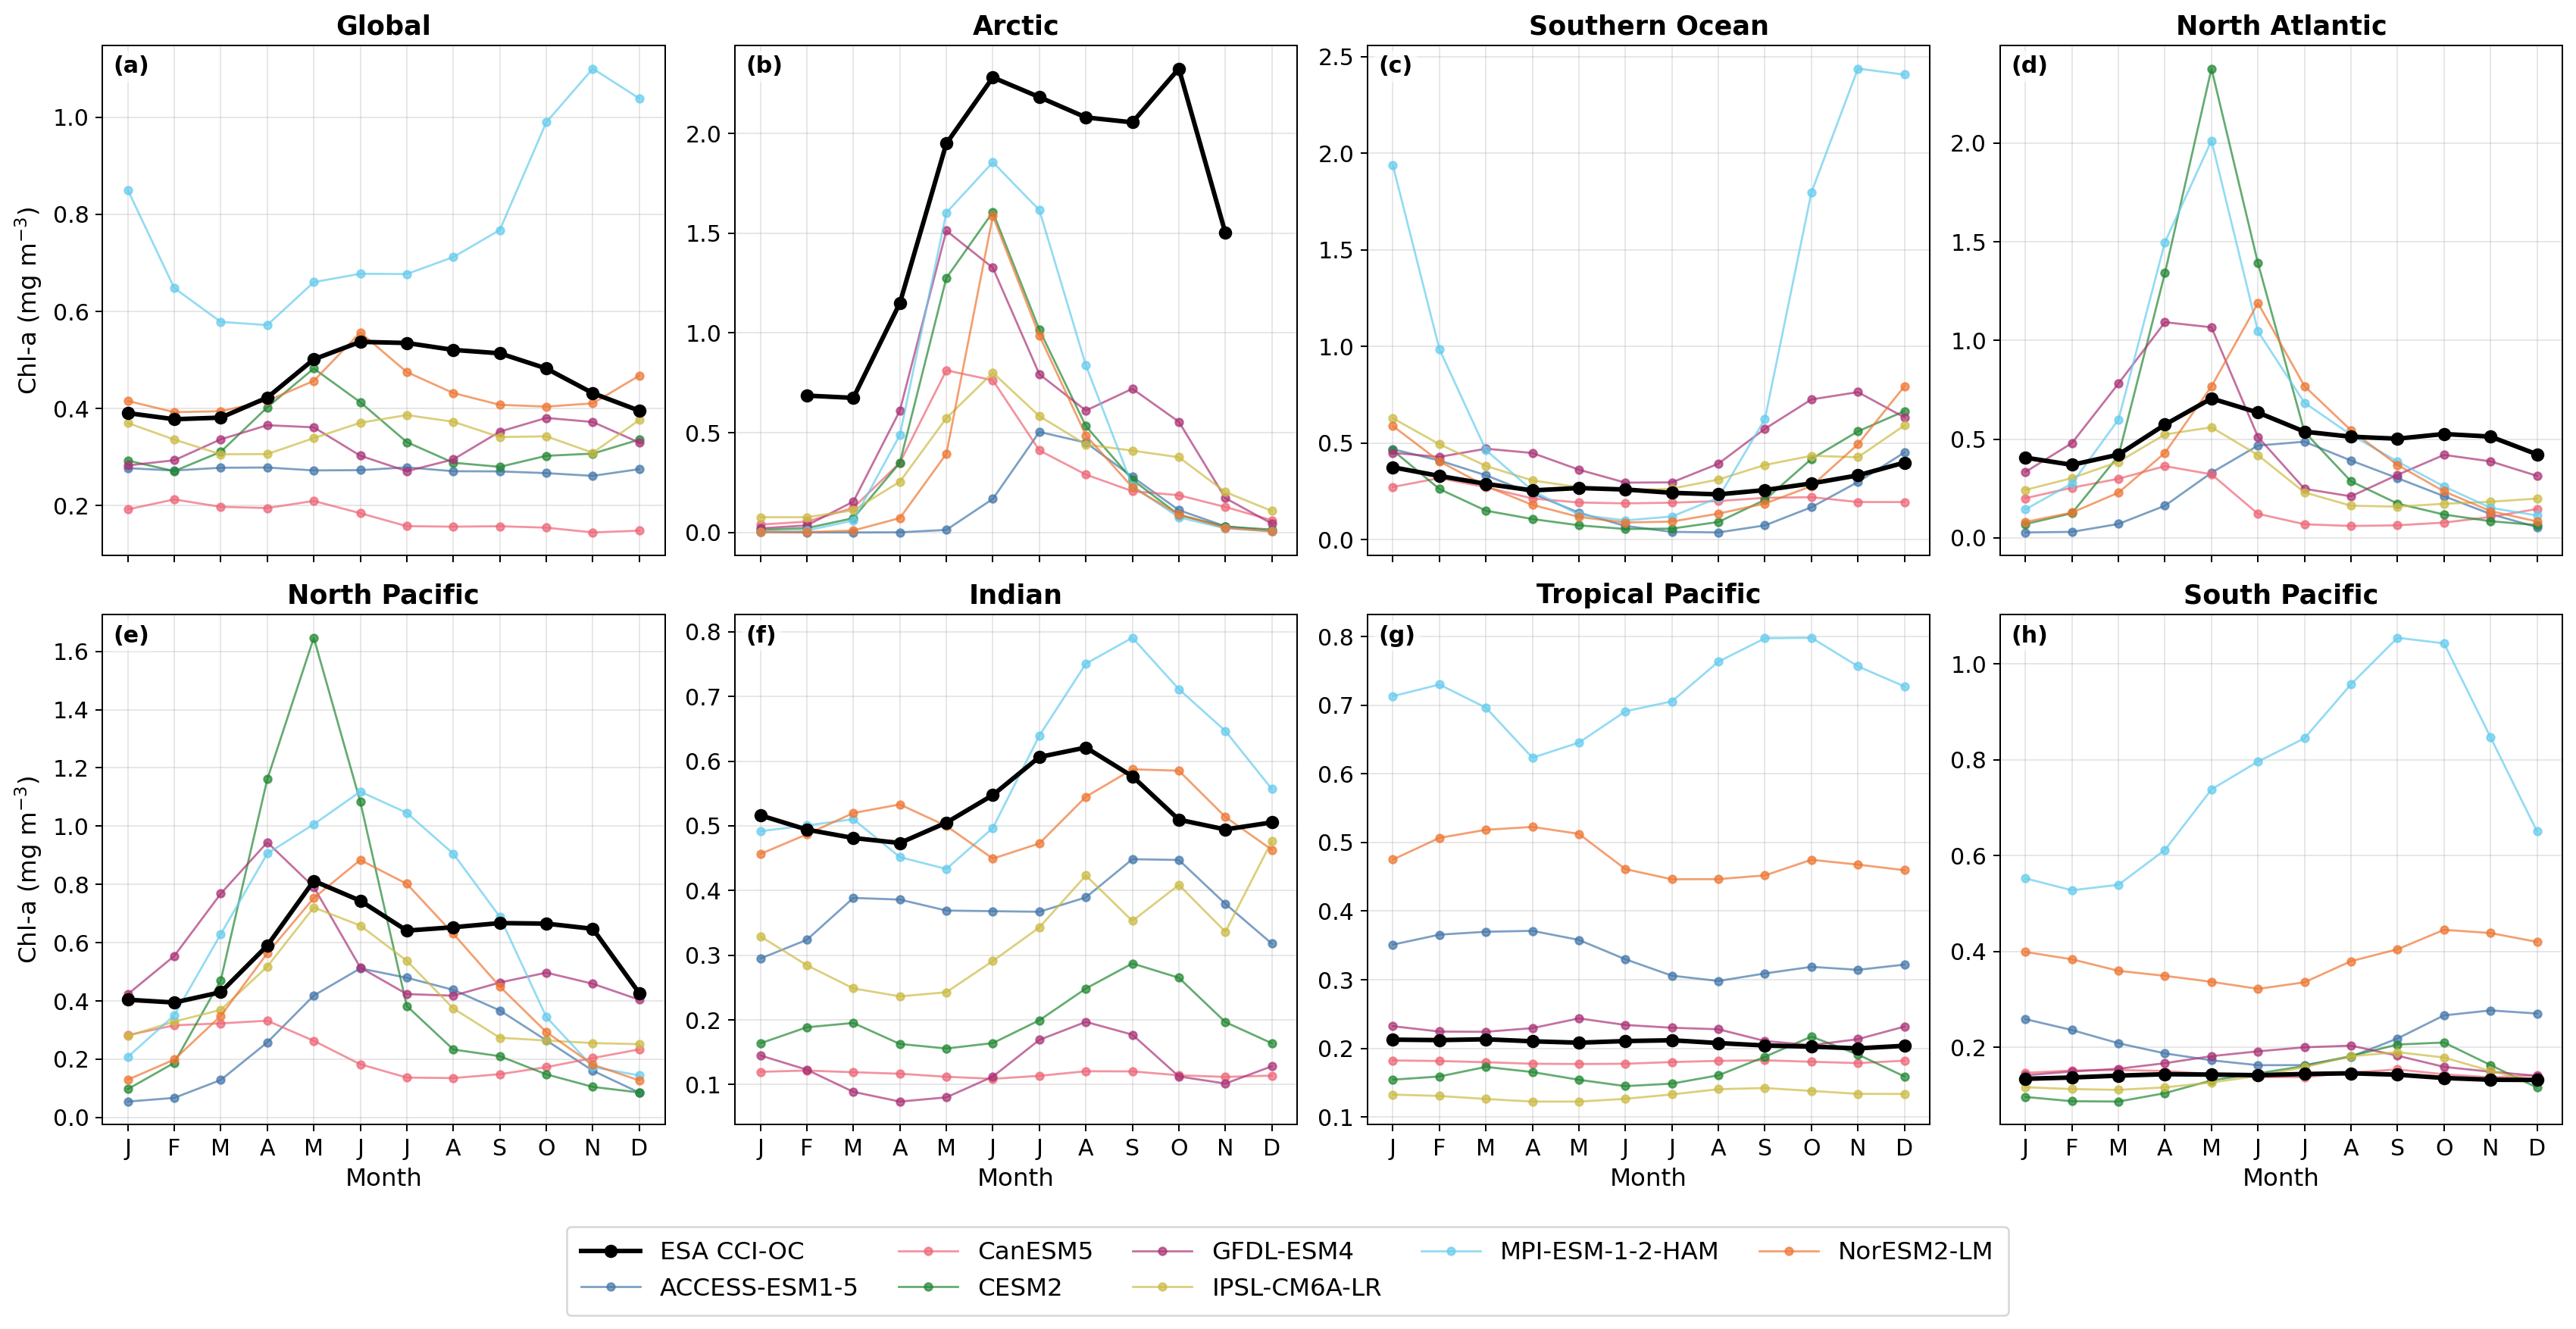 Global
Arctic
Southern Ocean
North Atlantic
(a)
(b)
(c)
(d)
Chl-a (mg m⁻³)
1.0
0.8
0.6
0.4
0.2
2.0
1.5
1.0
0.5
0.0
2.5
2.0
1.5
1.0
0.5
0.0
2.0
1.5
1.0
0.5
0.0
North Pacific
Indian
Tropical Pacific
South Pacific
(e)
(f)
(g)
(h)
Chl-a (mg m⁻³)
1.6
1.4
1.2
1.0
0.8
0.6
0.4
0.2
0.0
0.8
0.7
0.6
0.5
0.4
0.3
0.2
0.1
0.8
0.7
0.6
0.5
0.4
0.3
0.2
0.1
1.0
0.8
0.6
0.4
0.2
J F M A M J J A S O N D
J F M A M J J A S O N D
J F M A M J J A S O N D
J F M A M J J A S O N D
Month
Month
Month
Month
ESA CCI-OC
CanESM5
GFDL-ESM4
MPI-ESM-1-2-HAM
NorESM2-LM
ACCESS-ESM1-5
CESM2
IPSL-CM6A-LR